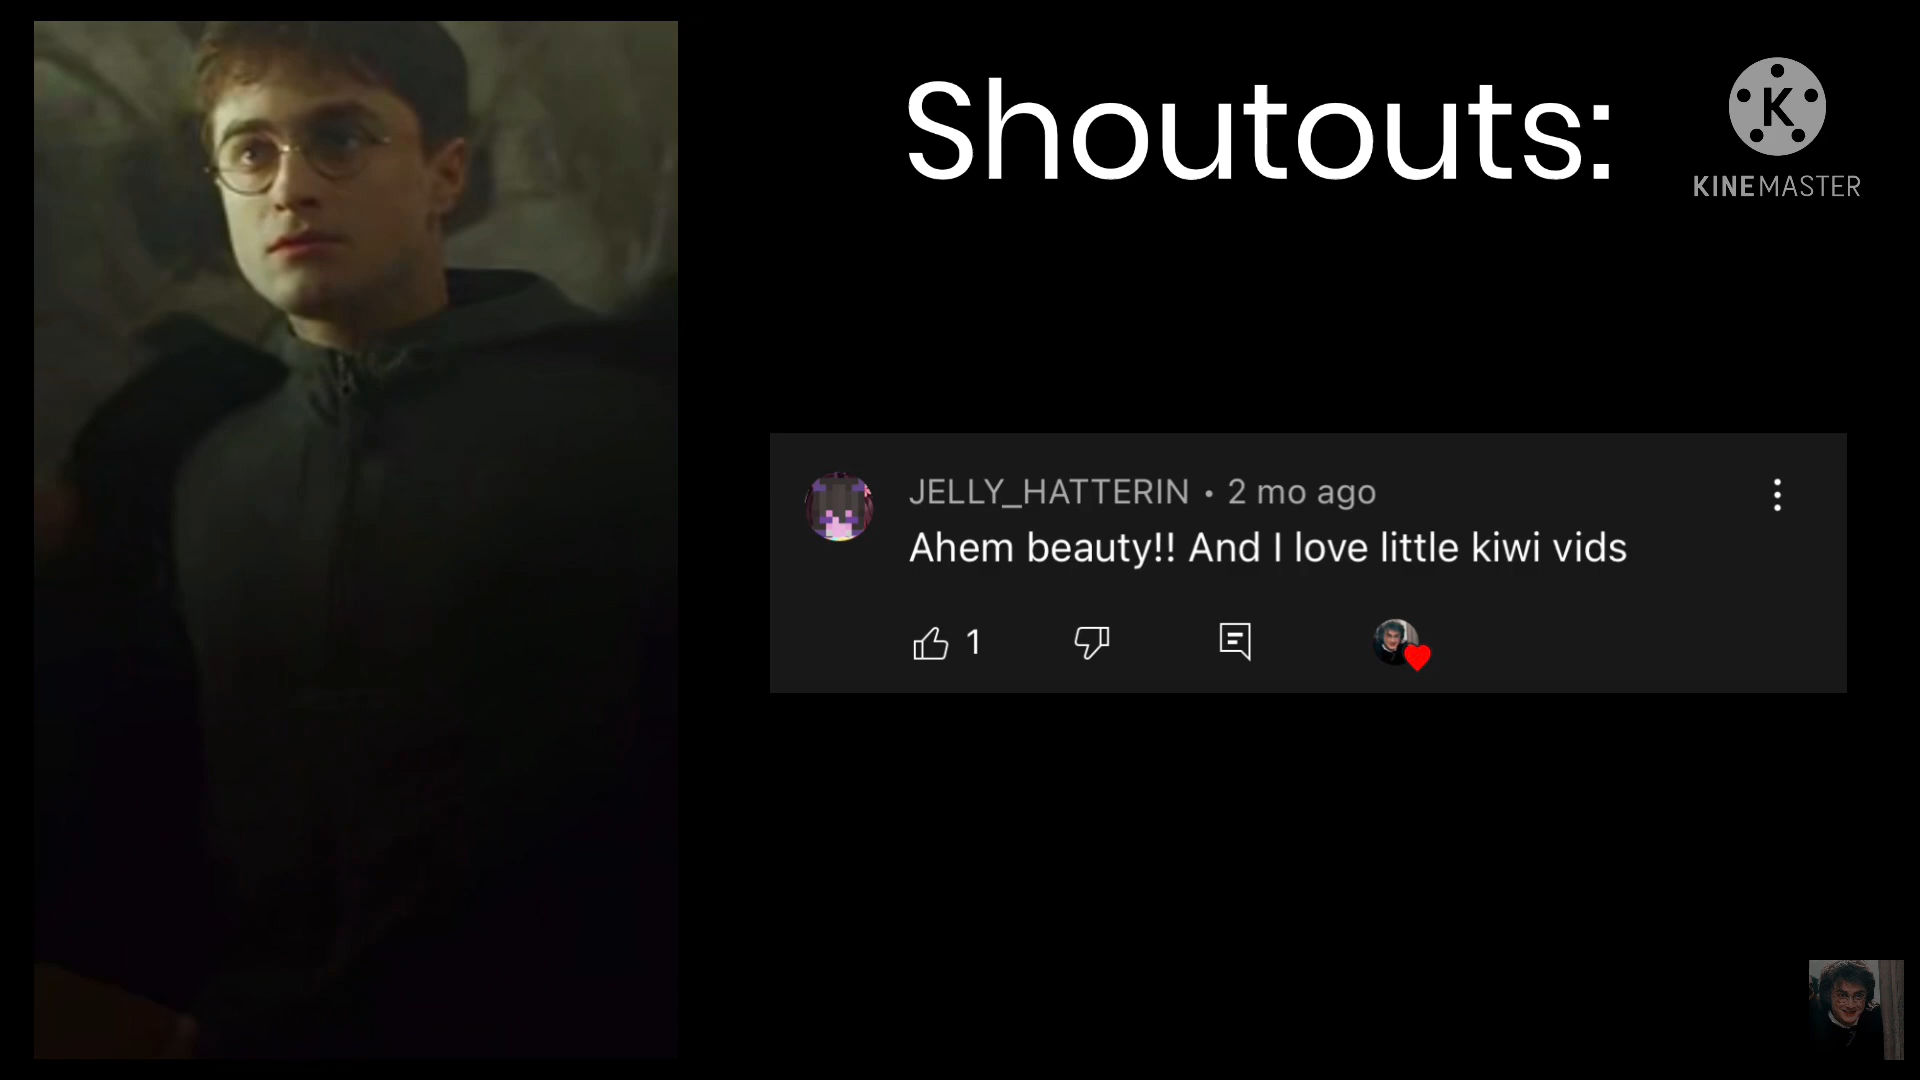 Shoutouts:
K
KINEMASTER
JELLY_HATTERIN • 2 mo ago
Ahem beauty!! And I love little kiwi vids
1